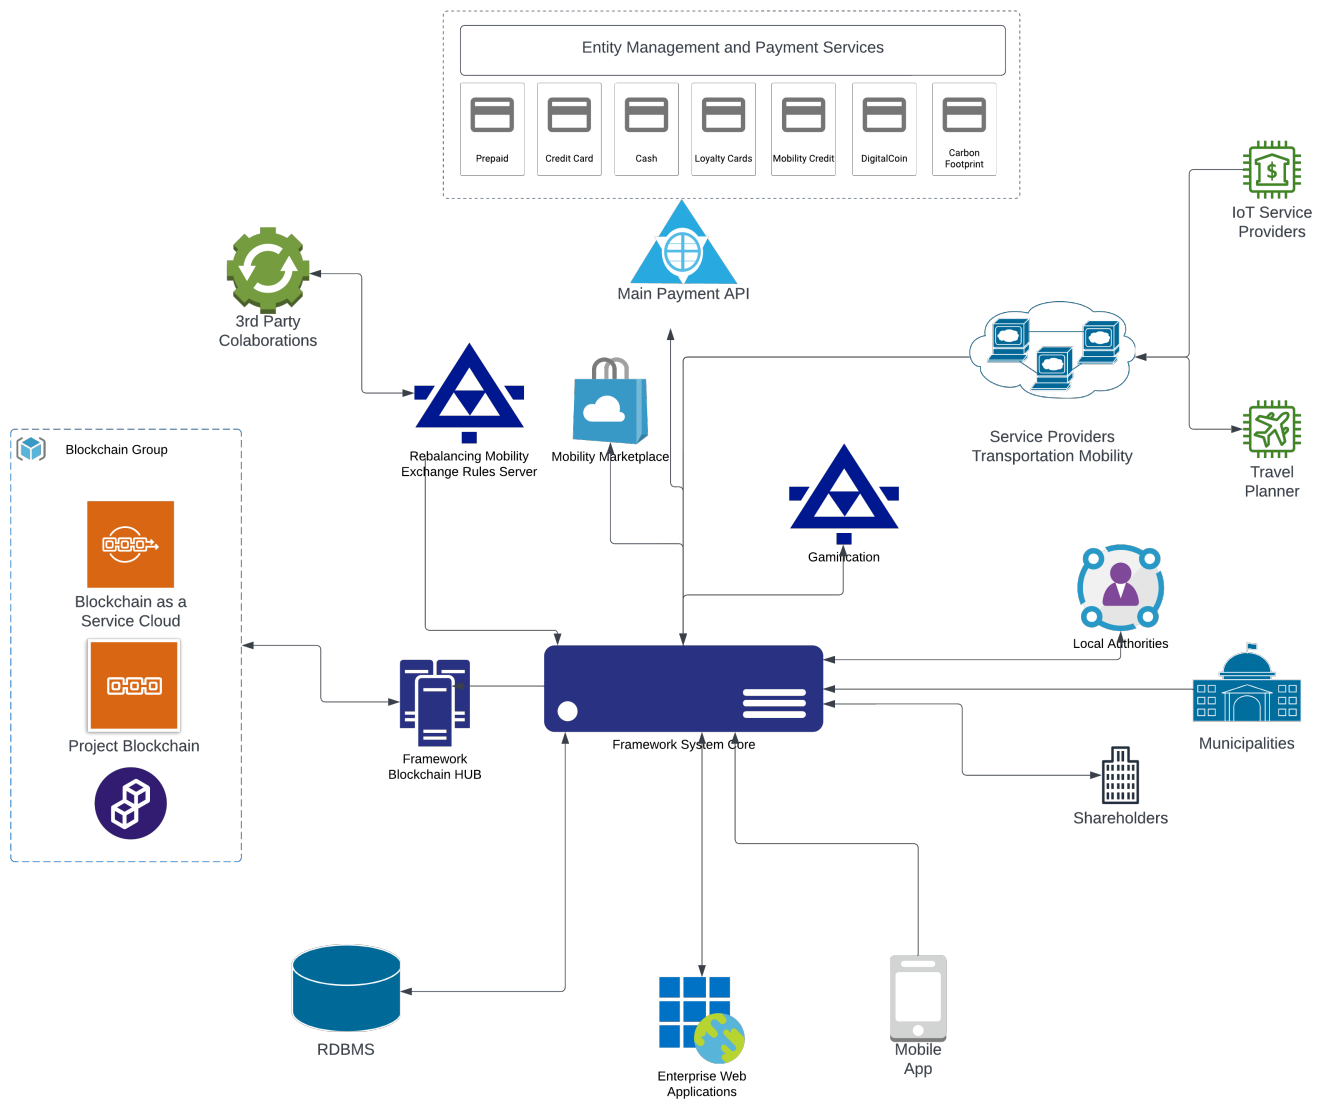 Entity Management and Payment Services
Prepaid
Credit Card
Cash
Loyalty Cards
Mobility Credit
DigitalCoin
Carbon
Footprint
IoT Service
Providers
Main Payment API
3rd Party
Colaborations
Service Providers
Transportation Mobility
Travel
Planner
Rebalancing Mobility
Exchange Rules Server
Mobility Marketplace
Blockchain Group
Gamification
Blockchain as a
Service Cloud
Local Authorities
Project Blockchain
Framework
Blockchain HUB
Framework System Core
Municipalities
Shareholders
RDBMS
Enterprise Web
Applications
Mobile
App